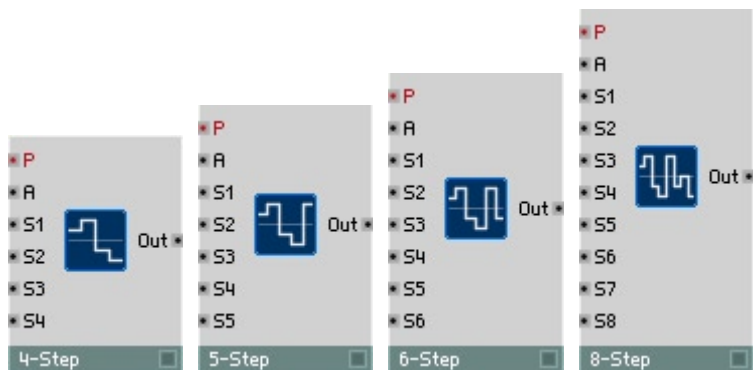 P
A
S1
S2
S3
S4
Out
4-Step
P
A
S1
S2
S3
S4
S5
Out
5-Step
P
A
S1
S2
S3
S4
S5
S6
Out
6-Step
P
A
S1
S2
S3
S4
S5
S6
S7
S8
Out
8-Step